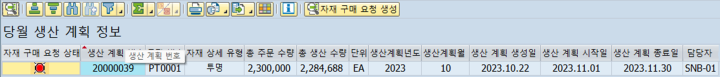 자재 구매 요청 생성
당월 생산 계획 정보
자재 구매 요청 상태 생산 계획 자재 상세 유형 총 주문 수량 총 생산 수량 단위 생산계획년도 생산계획월 생산 계획 생성일 생산 계획 시작일 생산 계획 종료일 담당자
생산 계획 번호
20000039 PT0001 투명 2,300,000 2,284,688 EA 2023 10 2023.10.22 2023.11.01 2023.11.30 SNB-01